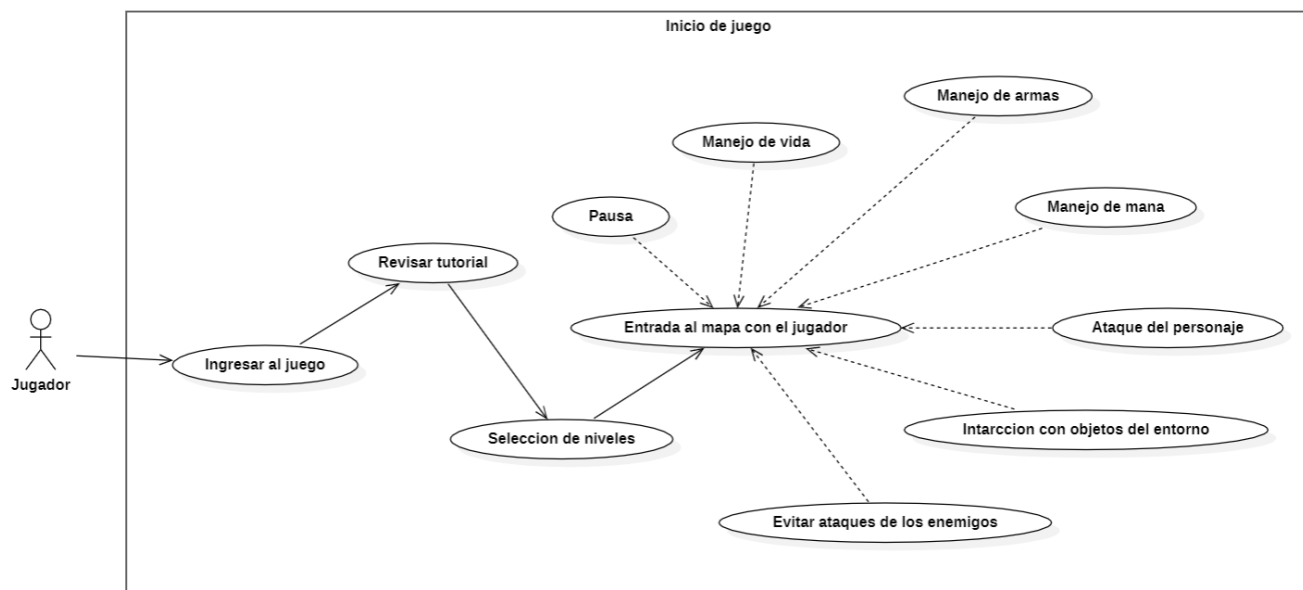 Inicio de juego
Manejo de armas
Manejo de vida
Manejo de mana
Pausa
Revisar tutorial
Entrada al mapa con el jugador
Ataque del personaje
Ingresar al juego
Jugador
Intarccion con objetos del entorno
Seleccion de niveles
Evitar ataques de los enemigos